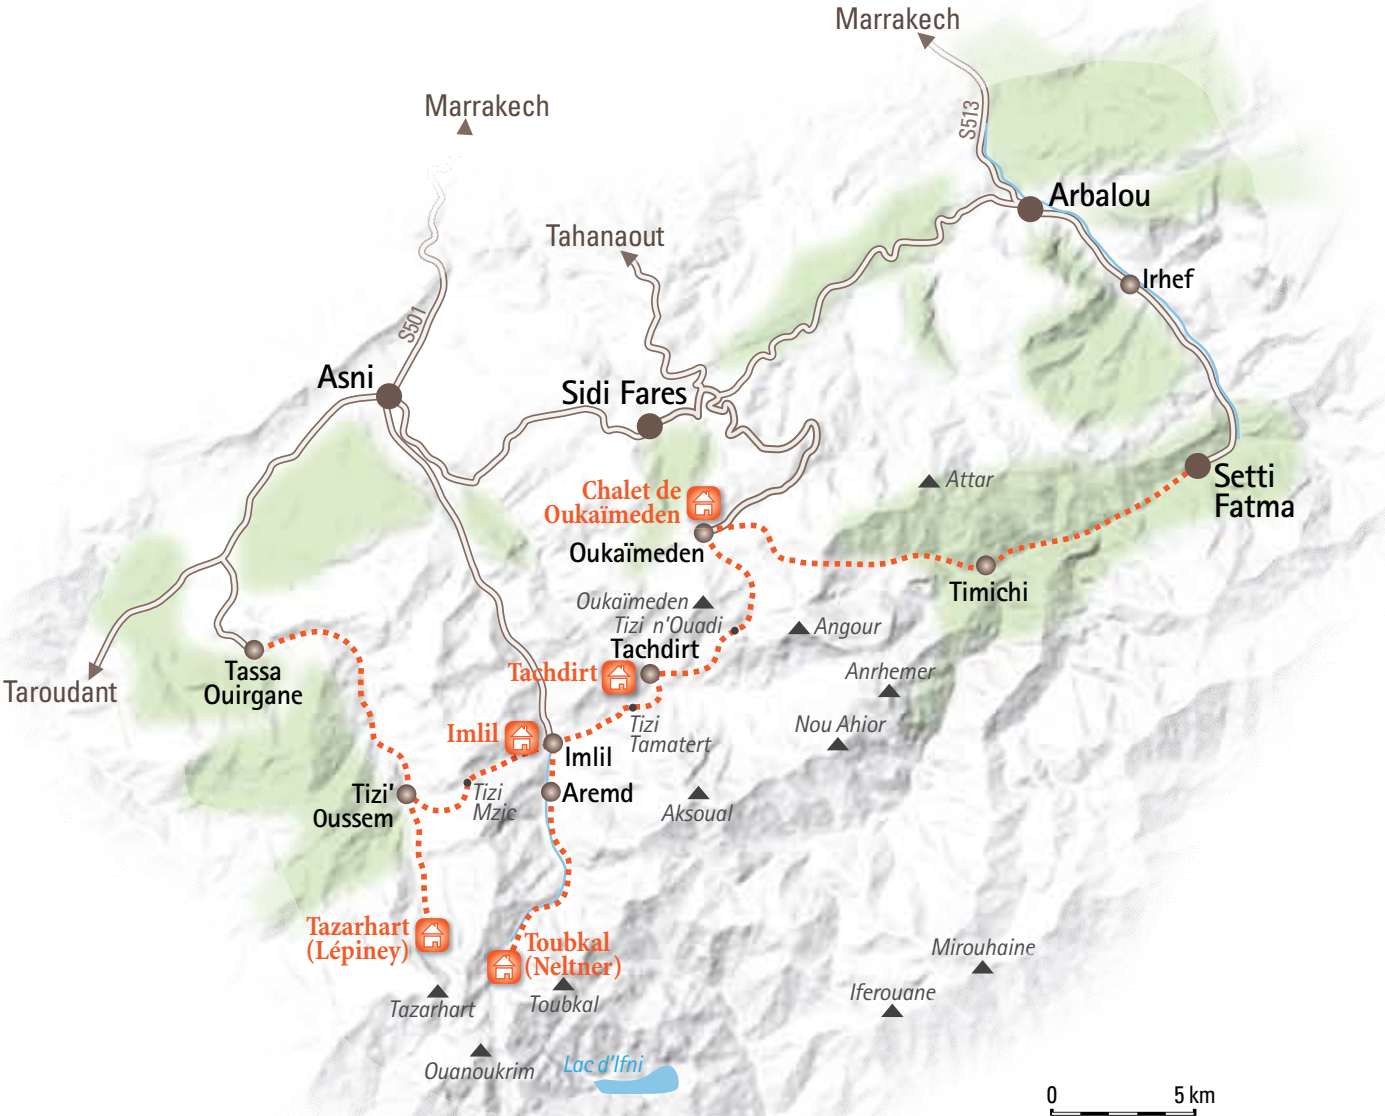 Marrakech
Marrakech
S513
Arbalou
Tahanaout
Irhef
S501
Asni
Sidi Fares
Attar
Setti
Fatma
Chalet de
Oukaïmeden
Oukaïmeden
Timichi
Oukaïmeden
Tizi n'Ouadi
Angour
Tachdirt
Tachdirt
Tassa
Ouirgane
Taroudant
Anrhemer
Nou Ahior
Tizi
Tamatert
Imlil
Imlil
Tizi'
Oussem
Tizi
Mzic
Aremd
Aksoual
Tazarhart
(Lépiney)
Toubkal
(Neltner)
Mirouhaine
Iferouane
Tazarhart
Toubkal
Ouanoukrim
Lac d'Ifni
0 5 km